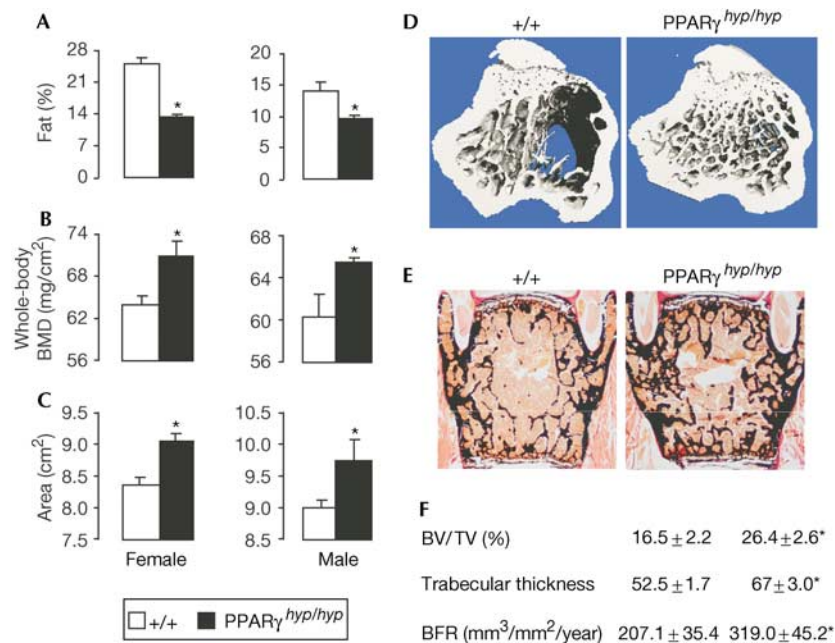 A
Fat (%)
28
21
14
7
0
*
20
15
10
5
0
*
B
Whole-body
BMD (mg/cm²)
74
68
62
56
*
68
64
60
56
*
C
Area (cm²)
9.5
9.0
8.5
8.0
7.5
*
10.5
10.0
9.5
9.0
8.5
*
Female
Male
+/+ PPARγ hyp/hyp
D
+/+ PPARγ hyp/hyp
E
+/+ PPARγ hyp/hyp
F
BV/TV (%) 16.5±2.2 26.4±2.6*
Trabecular thickness 52.5±1.7 67±3.0*
BFR (mm³/mm²/year) 207.1±35.4 319.0±45.2*